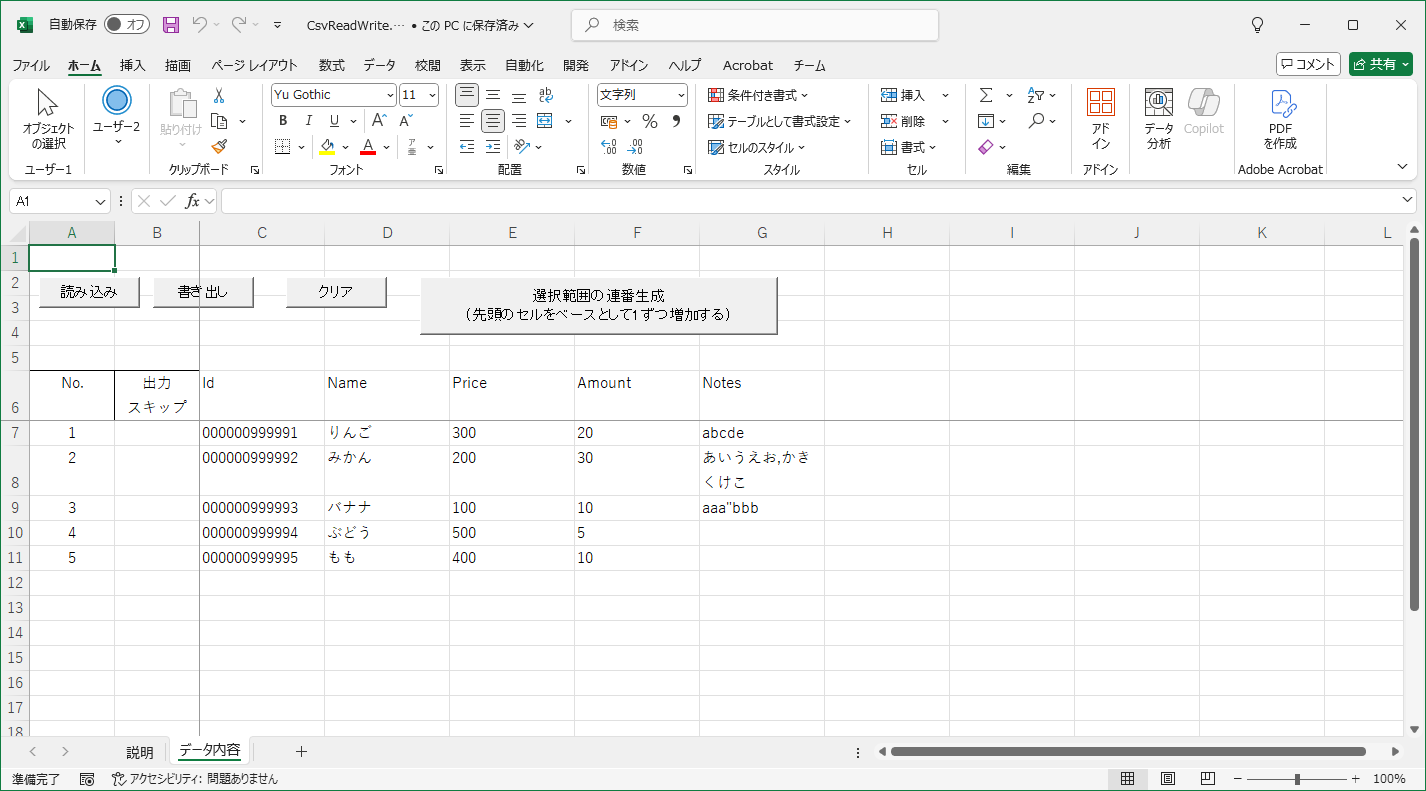 自動保存 オフ CsvReadWrite.… • この PC に保存済み 検索
ファイル ホーム 挿入 描画 ページ レイアウト 数式 データ 校閲 表示 自動化 開発 アドイン ヘルプ Acrobat チーム コメント 共有
オブジェクト
の選択
ユーザー1
ユーザー2
貼り付け
クリップボード
Yu Gothic 11
B I U A A
フォント
ab
配置
文字列
%
数値
条件付き書式
テーブルとして書式設定
セルのスタイル
スタイル
挿入
削除
書式
セル
編集
アド
イン
アドイン
データ
分析
Copilot
PDF
を作成
Adobe Acrobat
A1 fx
A B C D E F G H I J K L
1
2
3
4
5
読み込み 書き出し クリア
選択範囲の連番生成
（先頭のセルをベースとして1ずつ増加する）
6 No. 出力 Id Name Price Amount Notes
スキップ
7 1 000000999991 りんご 300 20 abcde
8 2 000000999992 みかん 200 30 あいうえお,かき
くけこ
9 3 000000999993 バナナ 100 10 aaa"bbb
10 4 000000999994 ぶどう 500 5
11 5 000000999995 もも 400 10
12
13
14
15
16
17
18
説明 データ内容
準備完了 アクセシビリティ: 問題ありません 100%